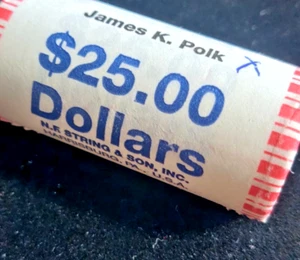 James K. Polk
$25.00
Dollars
N.F. STRING & SON, INC.
HARRISBURG, PA., U.S.A.